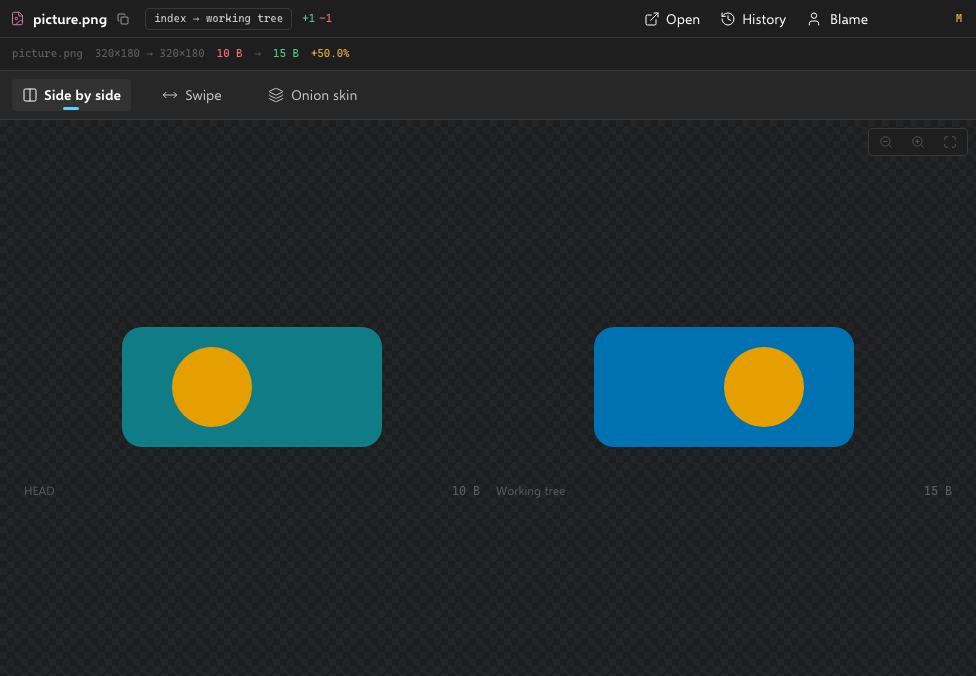 picture.png index → working tree +1 −1 Open History Blame M
picture.png 320×180 → 320×180 10 B → 15 B +50.0%
Side by side Swipe Onion skin
HEAD 10 B Working tree 15 B